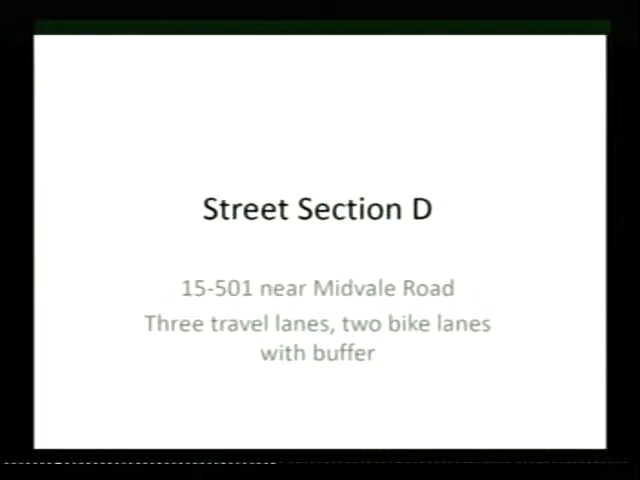 Street Section D
15-501 near Midvale Road
Three travel lanes, two bike lanes
with buffer